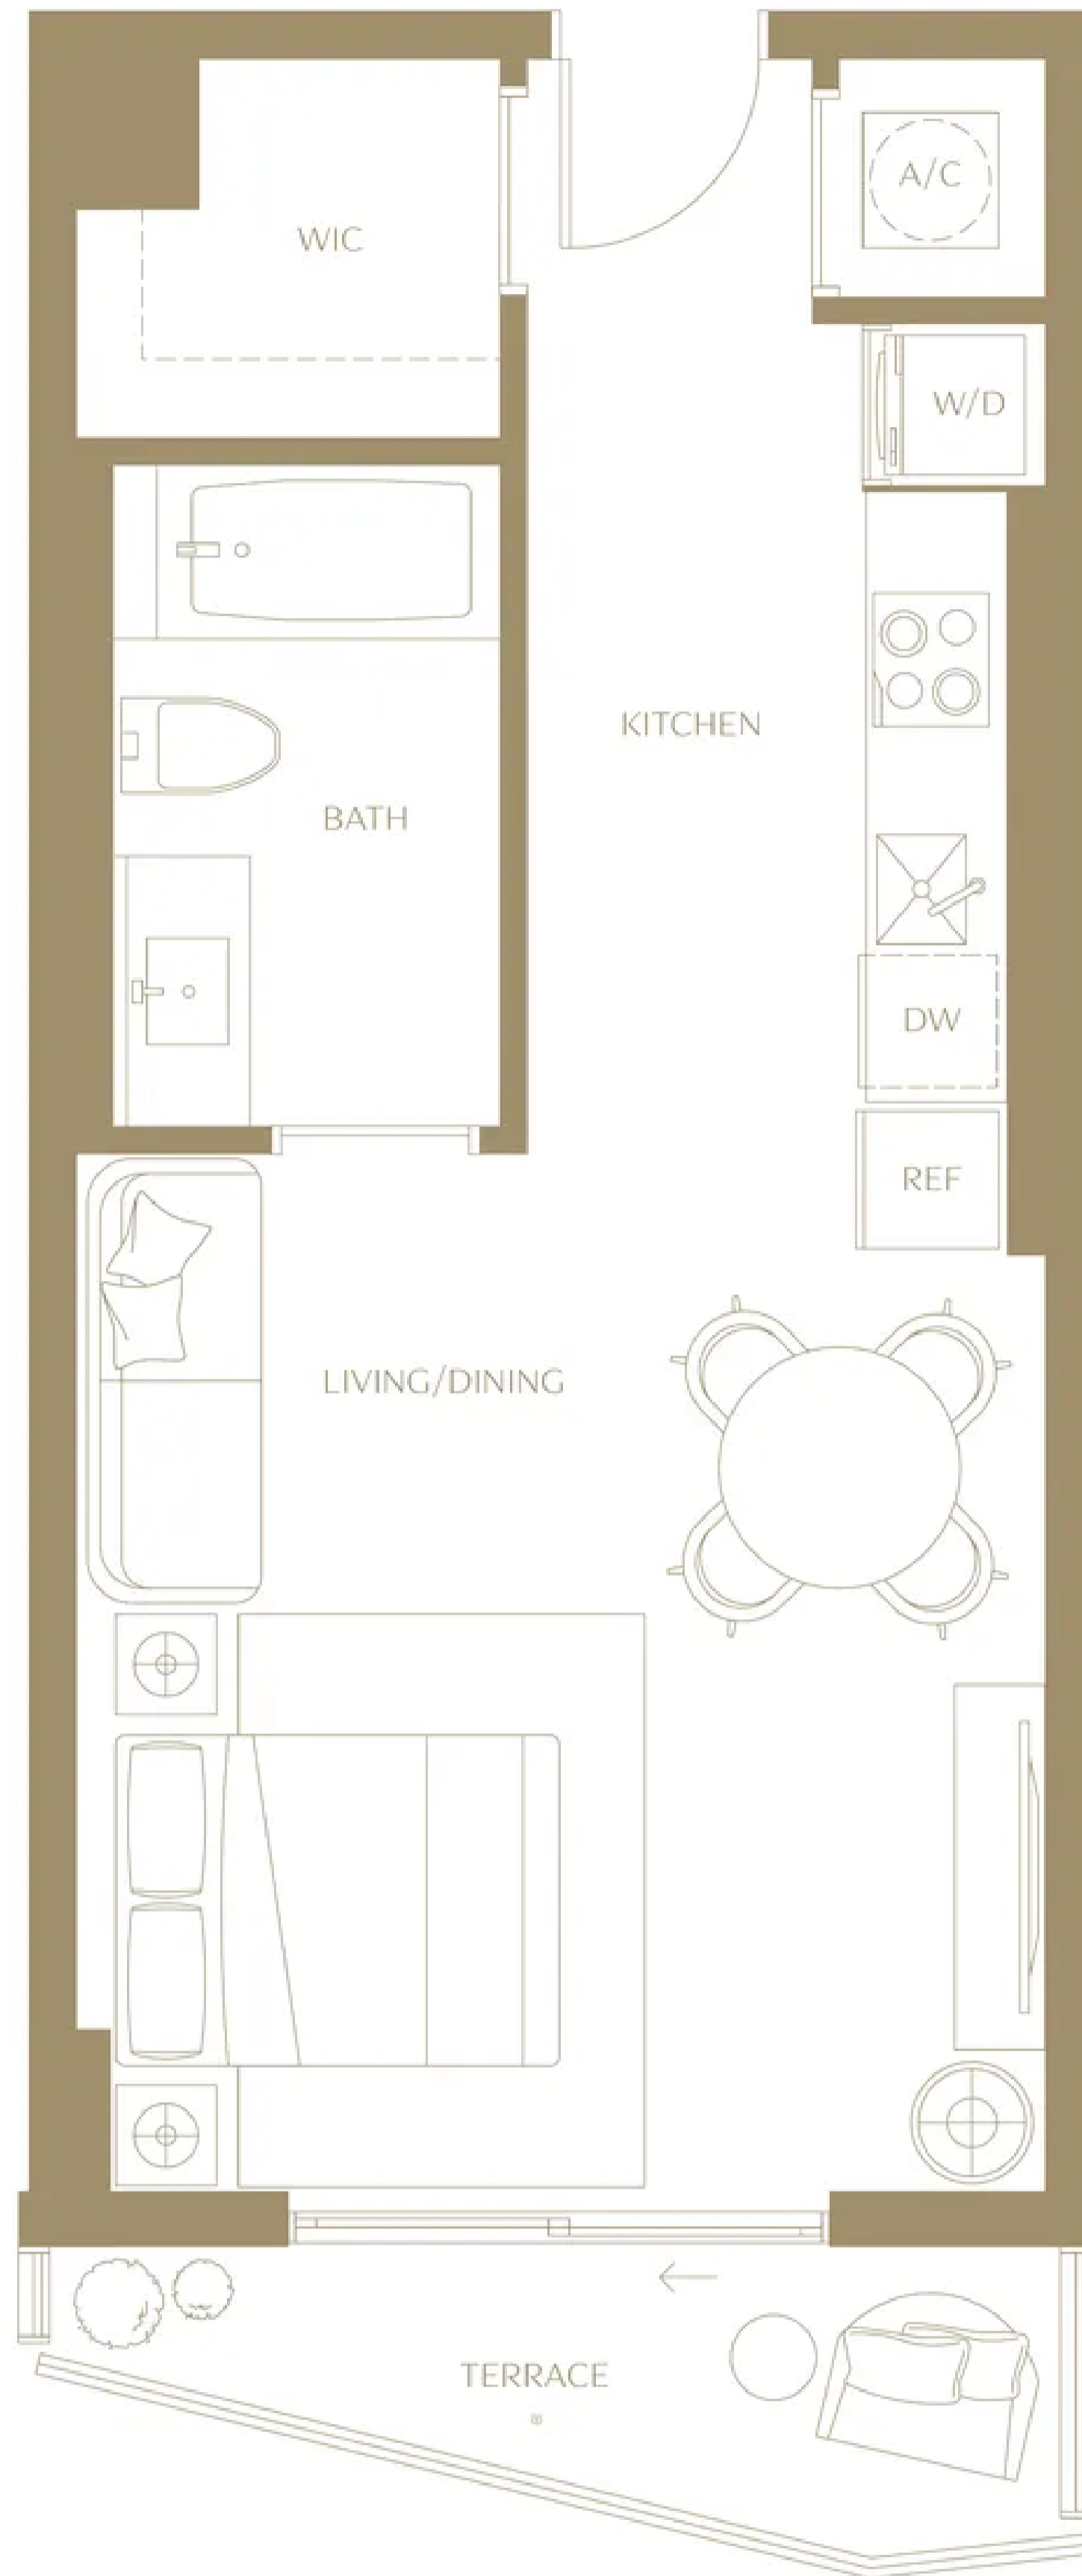 WIC
A/C
W/D
KITCHEN
BATH
DW
REF
LIVING/DINING
TERRACE